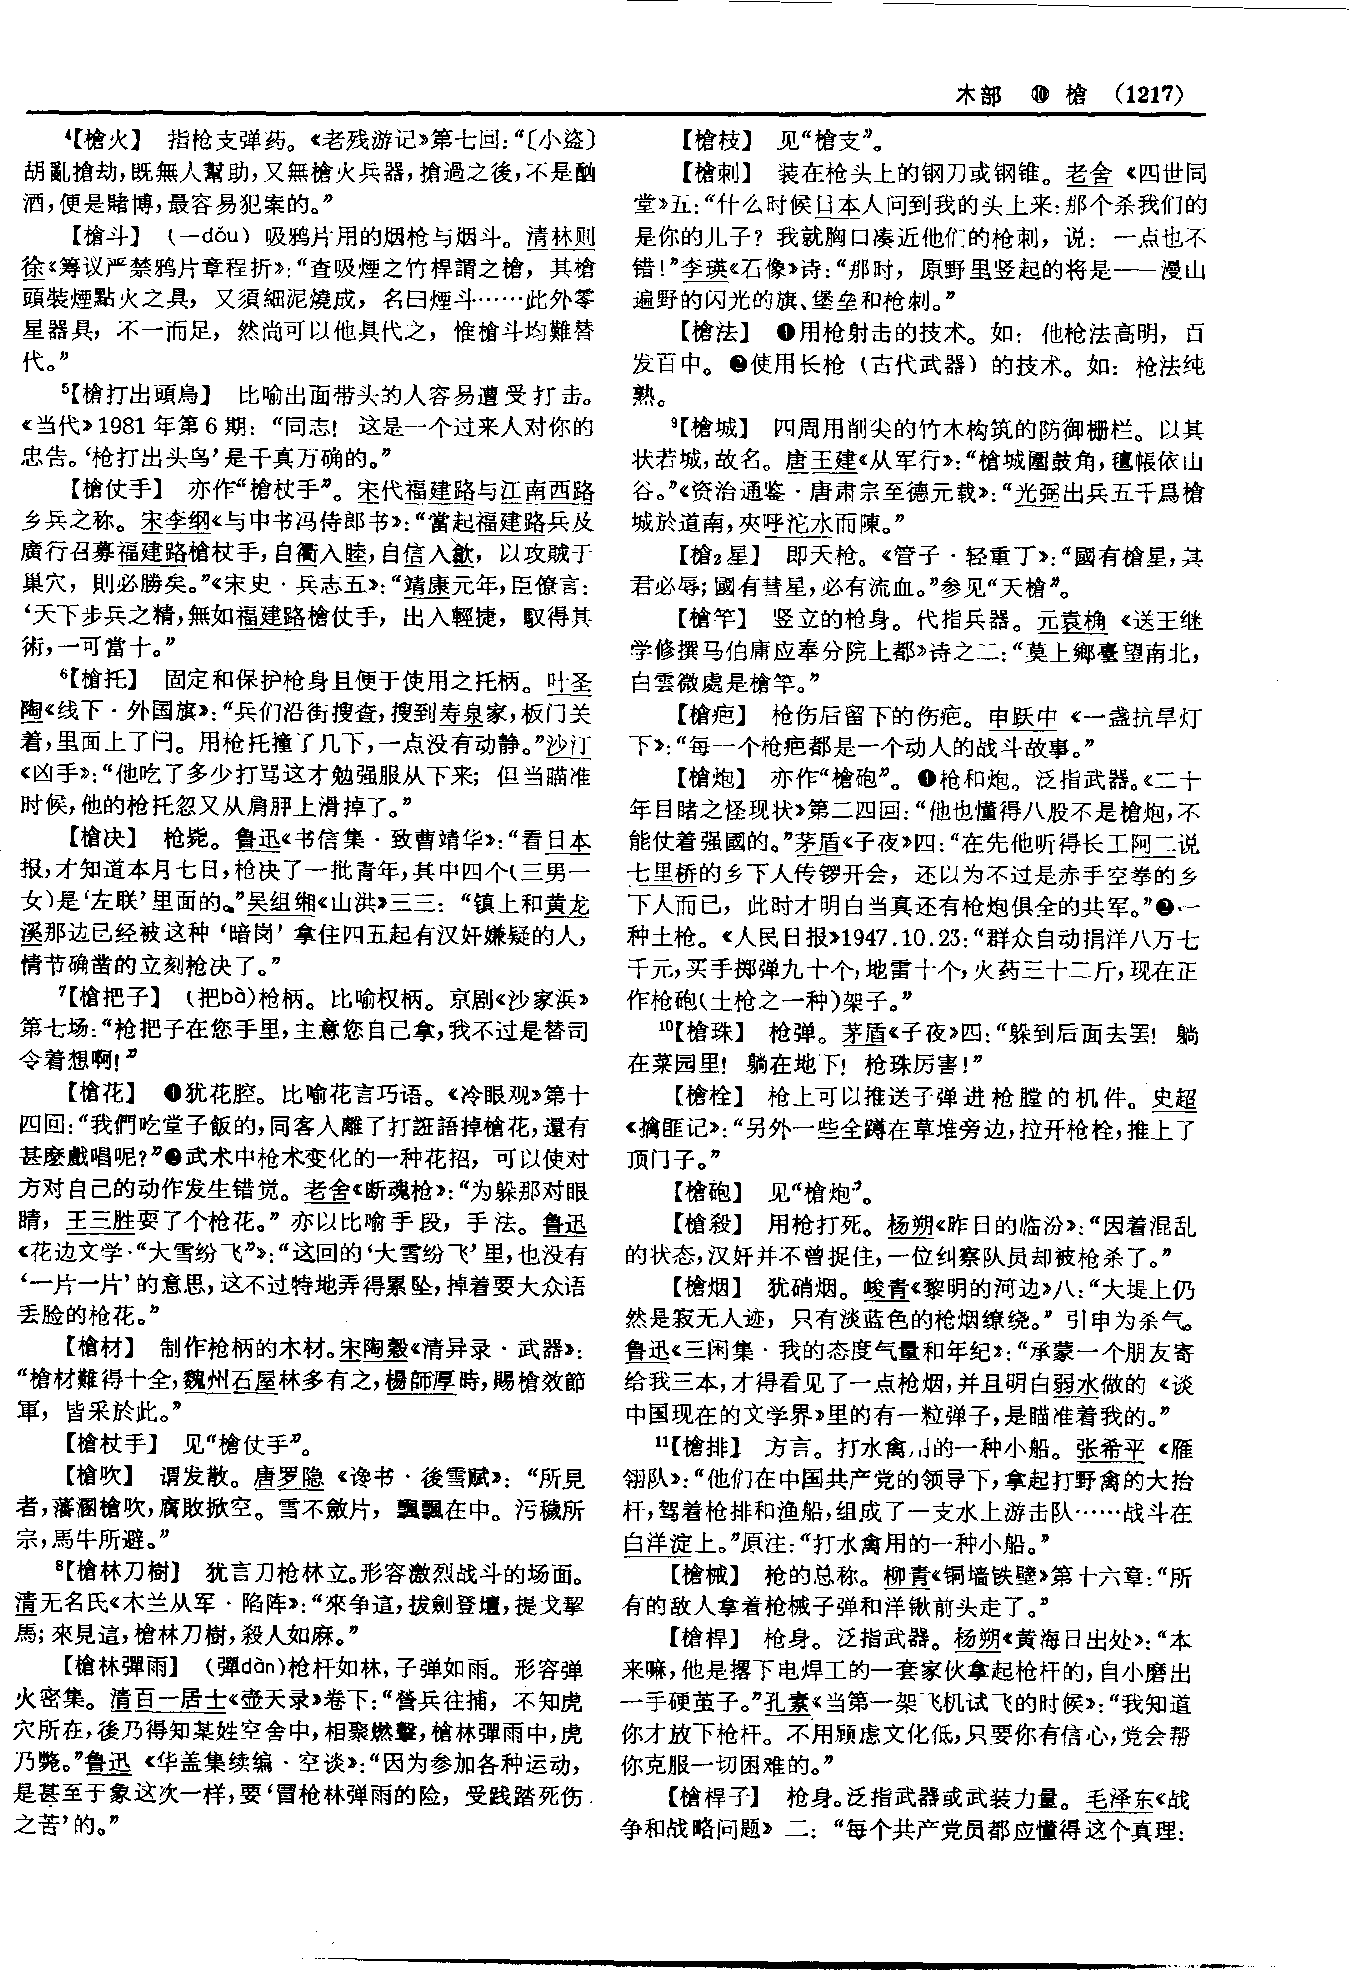 木部 ⑩ 槍 (1217)
⁴【槍火】 指枪支弹药。《老残游记》第七回：“〔小盜〕
胡亂搶劫，既無人幫助，又無槍火兵器，搶過之後，不是酗
酒，便是賭博，最容易犯案的。”
【槍斗】 （—dǒu）吸鸦片用的烟枪与烟斗。清林则
徐《筹议严禁鸦片章程折》：“查吸煙之竹桿謂之槍，其槍
頭裝煙點火之具，又須細泥燒成，名曰煙斗……此外零
星器具，不一而足，然尚可以他具代之，惟槍斗均難替
代。”
⁵【槍打出頭鳥】 比喻出面带头的人容易遭受打击。
《当代》1981年第6期：“同志！这是一个过来人对你的
忠告。‘枪打出头鸟’是千真万确的。”
【槍仗手】 亦作“槍杖手”。宋代福建路与江南西路
乡兵之称。宋李纲《与中书冯侍郎书》：“當起福建路兵及
廣行召募福建路槍杖手，自衢入睦，自信入歙，以攻贼于
巢穴，則必勝矣。”《宋史·兵志五》：“靖康元年，臣僚言：
‘天下步兵之精，無如福建路槍仗手，出入輕捷，馭得其
術，一可當十。”
⁶【槍托】 固定和保护枪身且便于使用之托柄。叶圣
陶《线下·外国旗》：“兵们沿街搜查，搜到寿泉家，板门关
着，里面上了闩。用枪托撞了几下，一点没有动静。”沙汀
《凶手》：“他吃了多少打骂这才勉强服从下来；但当瞄准
时候，他的枪托忽又从肩胛上滑掉了。”
【槍决】 枪毙。鲁迅《书信集·致曹靖华》：“看日本
报，才知道本月七日，枪决了一批青年，其中四个（三男一
女）是‘左联’里面的。”吴组缃《山洪》三三：“镇上和黄龙
溪那边已经被这种‘暗岗’拿住四五起有汉奸嫌疑的人，
情节确凿的立刻枪决了。”
⁷【槍把子】 （把bà）枪柄。比喻权柄。京剧《沙家浜》
第七场：“枪把子在您手里，主意您自己拿，我不过是替司
令着想啊！”
【槍花】 ❶犹花腔。比喻花言巧语。《冷眼观》第十
四回：“我們吃堂子飯的，同客人離了打誑語掉槍花，還有
甚麽戲唱呢？”❷武术中枪术变化的一种花招，可以使对
方对自己的动作发生错觉。老舍《断魂枪》：“为躲那对眼
睛，王三胜耍了个枪花。”亦以比喻手段，手法。鲁迅
《花边文学·“大雪纷飞”》：“这回的‘大雪纷飞’里，也没有
‘一片一片’的意思，这不过特地弄得累坠，掉着要大众语
丢脸的枪花。”
【槍材】 制作枪柄的木材。宋陶穀《清异录·武器》：
“槍材難得十全，魏州石屋林多有之，楊師厚時，賜槍效節
軍，皆采於此。”
【槍杖手】 见“槍仗手”。
【槍吹】 谓发散。唐罗隐《谗书·後雪赋》：“所見
者，藩溷槍吹，腐敗掀空。雪不斂片，飄飄在中。污穢所
宗，馬牛所避。”
⁸【槍林刀樹】 犹言刀枪林立。形容激烈战斗的场面。
清无名氏《木兰从军·陷阵》：“來争這，拔劍登壇，提戈挐
馬；來見這，槍林刀樹，殺人如麻。”
【槍林彈雨】 （彈dàn）枪杆如林，子弹如雨。形容弹
火密集。清百一居士《壶天录》卷下：“營兵往捕，不知虎
穴所在，後乃得知某姓空舍中，相聚燃擊，槍林彈雨中，虎
乃斃。”鲁迅《华盖集续编·空谈》：“因为参加各种运动，
是甚至于象这次一样，要‘冒枪林弹雨的险，受践踏死伤
之苦’的。”
【槍枝】 见“槍支”。
【槍刺】 装在枪头上的钢刀或钢锥。老舍《四世同
堂》五：“什么时候日本人问到我的头上来：那个杀我们的
是你的儿子？我就胸口凑近他们的枪刺，说：一点也不
错！”李瑛《石像》诗：“那时，原野里竖起的将是——漫山
遍野的闪光的旗、堡垒和枪刺。”
【槍法】 ❶用枪射击的技术。如：他枪法高明，百
发百中。❷使用长枪（古代武器）的技术。如：枪法纯
熟。
⁹【槍城】 四周用削尖的竹木构筑的防御栅栏。以其
状若城，故名。唐王建《从军行》：“槍城圍鼓角，氊帳依山
谷。”《资治通鉴·唐肃宗至德元载》：“光弼出兵五千爲槍
城於道南，夾呼沱水而陳。”
【槍₂星】 即天枪。《管子·轻重丁》：“國有槍星，其
君必辱；國有彗星，必有流血。”参见“天槍”。
【槍竿】 竖立的枪身。代指兵器。元袁桷《送王继
学修撰马伯庸应奉分院上都》诗之二：“莫上鄉臺望南北，
白雲微處是槍竿。”
【槍疤】 枪伤后留下的伤疤。申跃中《一盏抗旱灯
下》：“每一个枪疤都是一个动人的战斗故事。”
【槍炮】 亦作“槍砲”。❶枪和炮。泛指武器。《二十
年目睹之怪现状》第二四回：“他也懂得八股不是槍炮，不
能仗着强國的。”茅盾《子夜》四：“在先他听得长工阿二说
七里桥的乡下人传锣开会，还以为不过是赤手空拳的乡
下人而已，此时才明白当真还有枪炮俱全的共军。”❷一
种土枪。《人民日报》1947.10.23：“群众自动捐洋八万七
千元，买手掷弹九十个，地雷十个，火药三十二斤，现在正
作枪砲（土枪之一种）架子。”
¹⁰【槍珠】 枪弹。茅盾《子夜》四：“躲到后面去罢！躺
在菜园里！躺在地下！枪珠厉害！”
【槍栓】 枪上可以推送子弹进枪膛的机件。史超
《擒匪记》：“另外一些全蹲在草堆旁边，拉开枪栓，推上了
顶门子。”
【槍砲】 见“槍炮”。
【槍殺】 用枪打死。杨朔《昨日的临汾》：“因着混乱
的状态，汉奸并不曾捉住，一位纠察队员却被枪杀了。”
【槍烟】 犹硝烟。峻青《黎明的河边》八：“大堤上仍
然是寂无人迹，只有淡蓝色的枪烟缭绕。”引申为杀气。
鲁迅《三闲集·我的态度气量和年纪》：“承蒙一个朋友寄
给我三本，才得看见了一点枪烟，并且明白弱水做的《谈
中国现在的文学界》里的有一粒弹子，是瞄准着我的。”
¹¹【槍排】 方言。打水禽用的一种小船。张希平《雁
翎队》：“他们在中国共产党的领导下，拿起打野禽的大抬
杆，驾着枪排和渔船，组成了一支水上游击队……战斗在
白洋淀上。”原注：“打水禽用的一种小船。”
【槍械】 枪的总称。柳青《铜墙铁壁》第十六章：“所
有的敌人拿着枪械子弹和洋锹前头走了。”
【槍桿】 枪身。泛指武器。杨朔《黄海日出处》：“本
来嘛，他是撂下电焊工的一套家伙拿起枪杆的，自小磨出
一手硬茧子。”孔素《当第一架飞机试飞的时候》：“我知道
你才放下枪杆。不用顾虑文化低，只要你有信心，党会帮
你克服一切困难的。”
【槍桿子】 枪身。泛指武器或武装力量。毛泽东《战
争和战略问题》二：“每个共产党员都应懂得这个真理：